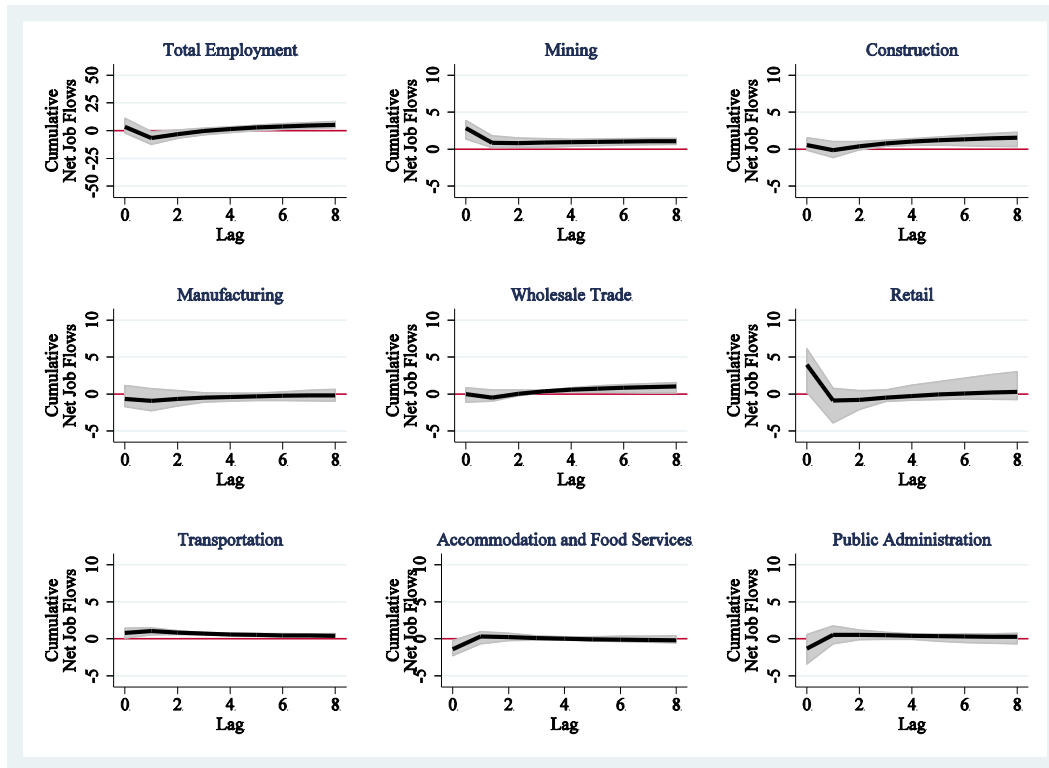 Total Employment
Cumulative
Net Job Flows
50
25
0
-25
-50
0 2 4 6 8
Lag
Mining
Cumulative
Net Job Flows
10
5
0
-5
0 2 4 6 8
Lag
Construction
Cumulative
Net Job Flows
10
5
0
-5
0 2 4 6 8
Lag
Manufacturing
Cumulative
Net Job Flows
10
5
0
-5
0 2 4 6 8
Lag
Wholesale Trade
Cumulative
Net Job Flows
10
5
0
-5
0 2 4 6 8
Lag
Retail
Cumulative
Net Job Flows
10
5
0
-5
0 2 4 6 8
Lag
Transportation
Cumulative
Net Job Flows
10
5
0
-5
0 2 4 6 8
Lag
Accommodation and Food Services
Cumulative
Net Job Flows
10
5
0
-5
0 2 4 6 8
Lag
Public Administration
Cumulative
Net Job Flows
10
5
0
-5
0 2 4 6 8
Lag